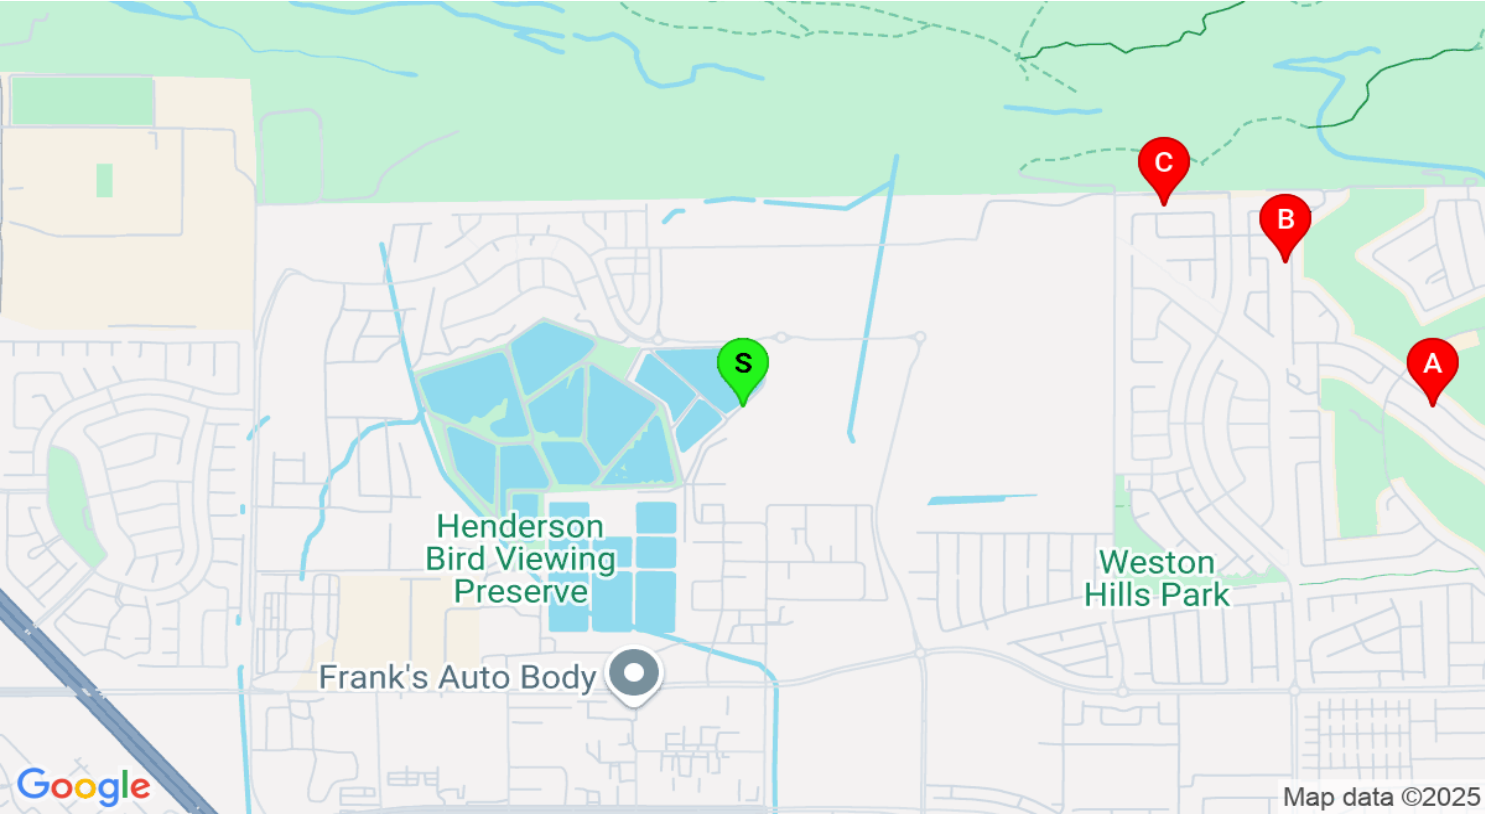 C
B
S
A
Henderson
Bird Viewing
Preserve
Weston
Hills Park
Frank's Auto Body
Google
Map data ©2025